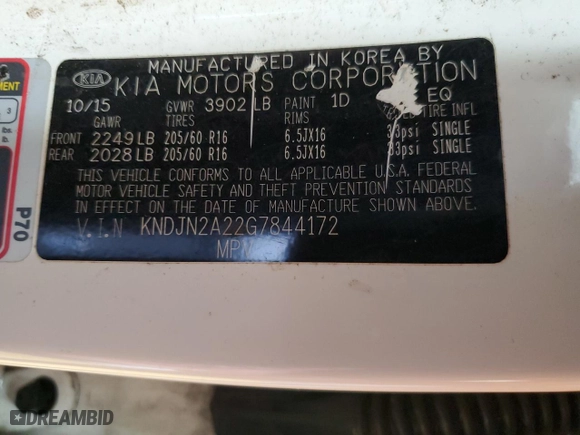 MANUFACTURED IN KOREA BY
KIA KIA MOTORS CORPORATION
10/15 GVWR 3902 LB PAINT 1D EQ
GAWR TIRES RIMS TIRE INFL
FRONT 2249 LB 205/60 R16 6.5JX16 33psi SINGLE
REAR 2028 LB 205/60 R16 6.5JX16 33psi SINGLE
THIS VEHICLE CONFORMS TO ALL APPLICABLE U.S.A. FEDERAL
MOTOR VEHICLE SAFETY AND THEFT PREVENTION STANDARDS
IN EFFECT ON THE DATE OF MANUFACTURE SHOWN ABOVE.
V.I.N KNDJN2A22G7844172
P70
DREAMBID